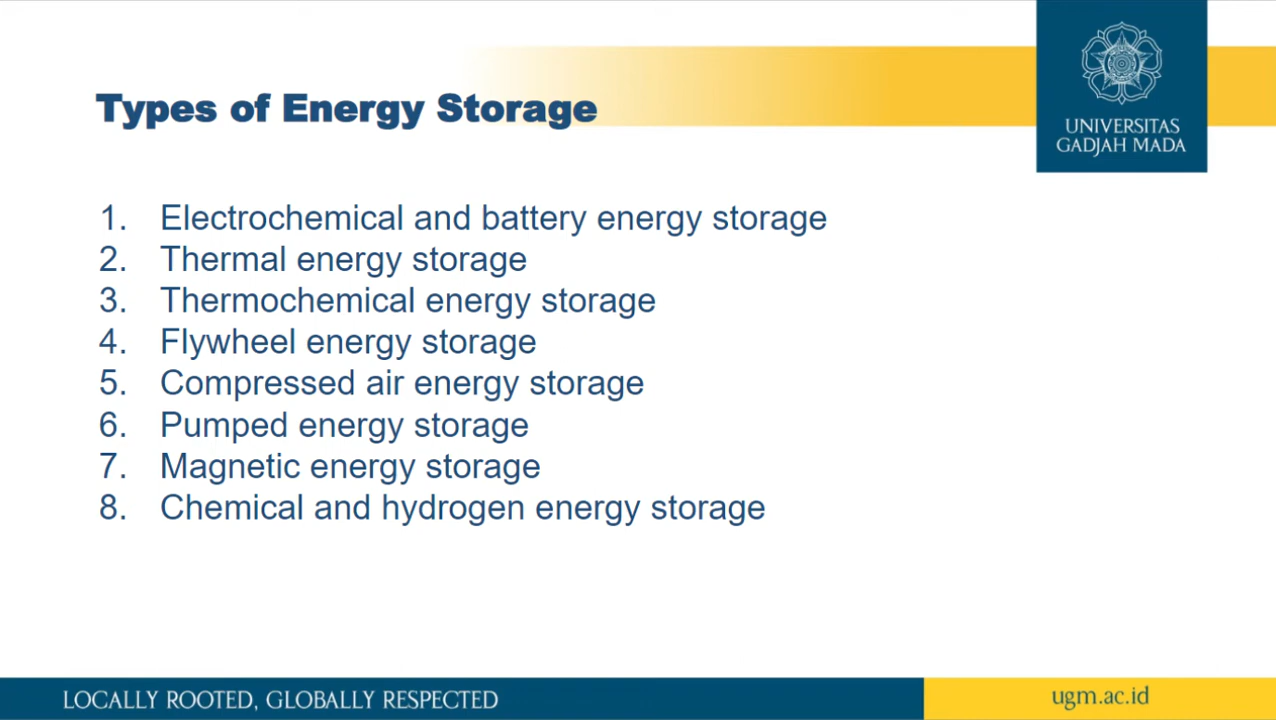 Types of Energy Storage
UNIVERSITAS
GADJAH MADA
1. Electrochemical and battery energy storage
2. Thermal energy storage
3. Thermochemical energy storage
4. Flywheel energy storage
5. Compressed air energy storage
6. Pumped energy storage
7. Magnetic energy storage
8. Chemical and hydrogen energy storage
LOCALLY ROOTED, GLOBALLY RESPECTED
ugm.ac.id